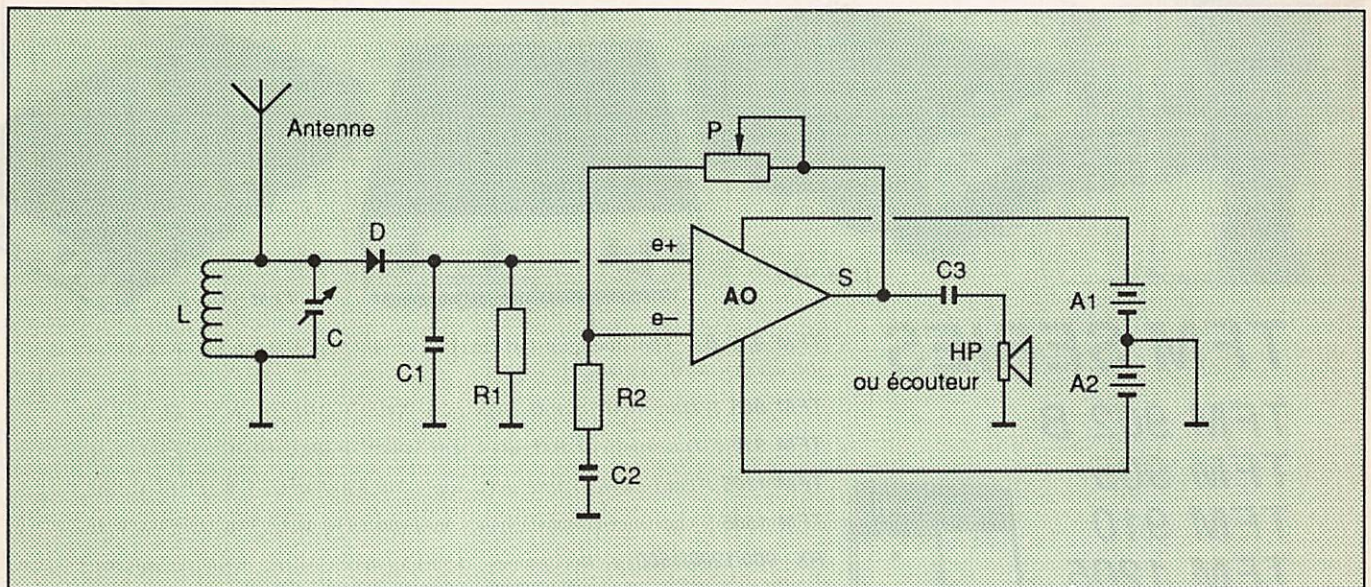 Antenne
P
D
e+
S
C3
AO
A1
L
C
e–
HP
ou écouteur
A2
C1
R1
R2
C2